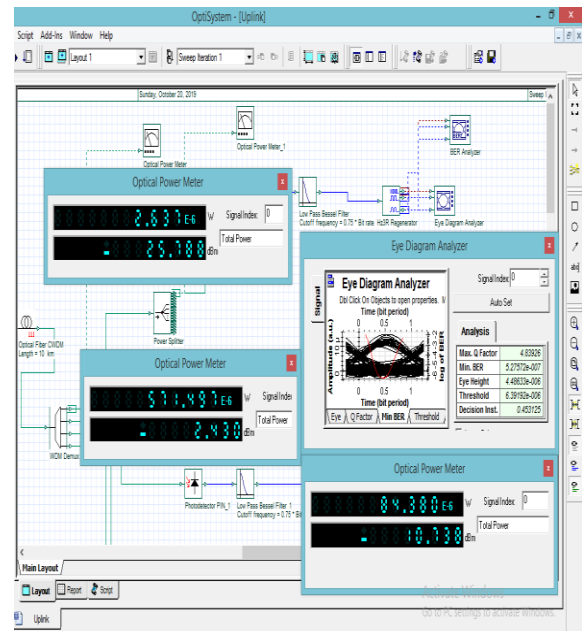 OptiSystem - [Uplink]
Script Add-Ins Window Help
Layout 1
Sweep Iteration 1
Sunday, October 20, 2019
Sweep I
Optical Power Meter
Optical Power Meter_1
BER Analyzer
Optical Power Meter
2.637 E-6 W
Signal Index: 0
Total Power
-25.788 dBm
Low Pass Bessel Filter
Cutoff frequency = 0.75 * Bit rate Hz
3R Regenerator
Eye Diagram Analyzer
Eye Diagram Analyzer
Signal
Eye Diagram Analyzer
Dbl Click On Objects to open properties. M
Time (bit period)
0 0.5 1
Amplitude (a.u.)
log of BER
0 0.5 1
Time (bit period)
Eye
Q Factor
Min BER
Threshold
Signal Index: 0
Auto Set
Analysis
Max. Q Factor 4.83926
Min. BER 5.27572e-007
Eye Height 4.48633e-006
Threshold 6.39192e-006
Decision Inst. 0.453125
Optical Fiber CWDM
Length = 10 km
Power Splitter
Optical Power Meter
571.497 E-6 W
Signal Index
Total Power
-2.430 dBm
WDM Demux
Photodetector PIN_1
Low Pass Bessel Filter 1
Cutoff frequency = 0.75 * Bit
Optical Power Meter
84.380 E-6 W
Signal Index: 0
Total Power
-10.738 dBm
Main Layout
Layout
Report
Script
Uplink
Activate Windows
Go to PC settings to activate Windows.